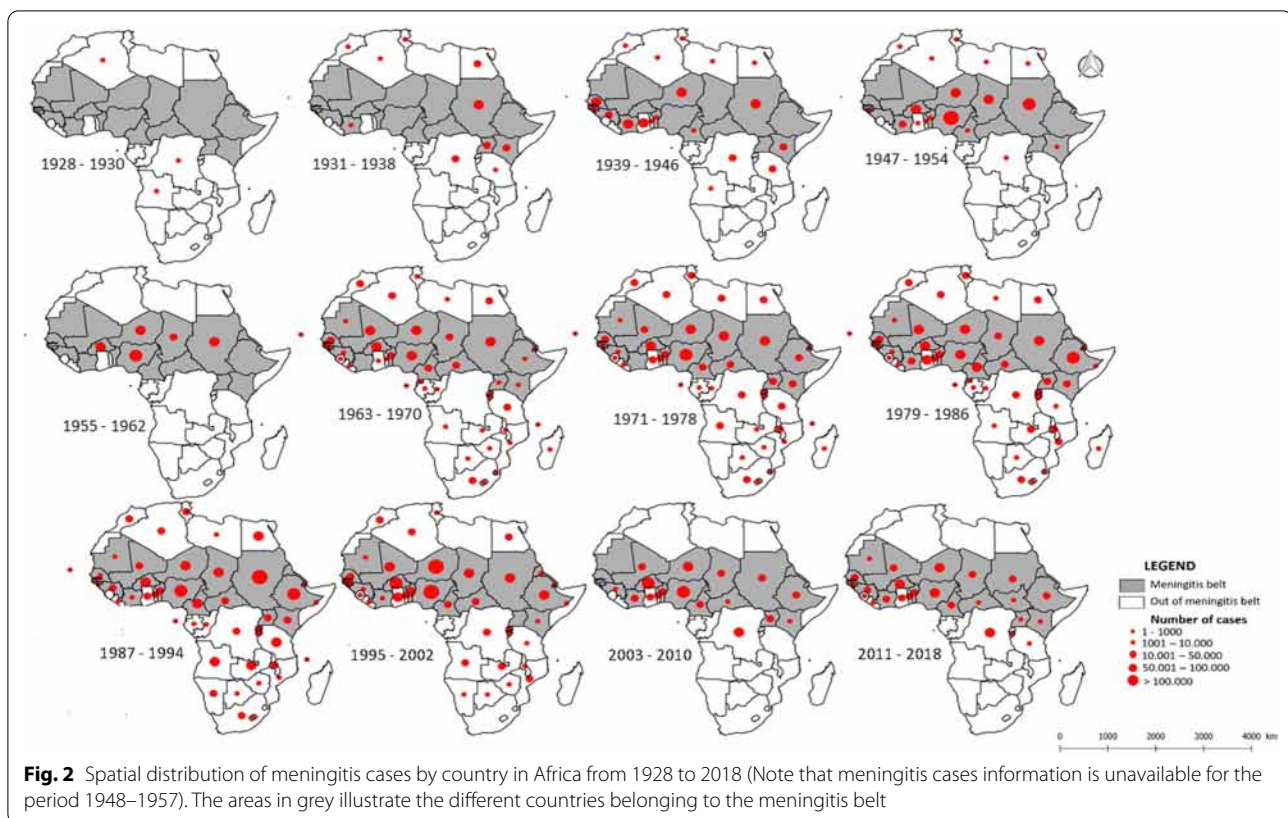 1928 - 1930
1931 - 1938
1939 - 1946
1947 - 1954
1955 - 1962
1963 - 1970
1971 - 1978
1979 - 1986
1987 - 1994
1995 - 2002
2003 - 2010
2011 - 2018
LEGEND
Meningitis belt
Out of meningitis belt
Number of cases
1 - 1000
1001 – 10.000
10.001 – 50.000
50.001 – 100.000
> 100.000
0 1000 2000 3000 4000 km
Fig. 2 Spatial distribution of meningitis cases by country in Africa from 1928 to 2018 (Note that meningitis cases information is unavailable for the
period 1948–1957). The areas in grey illustrate the different countries belonging to the meningitis belt